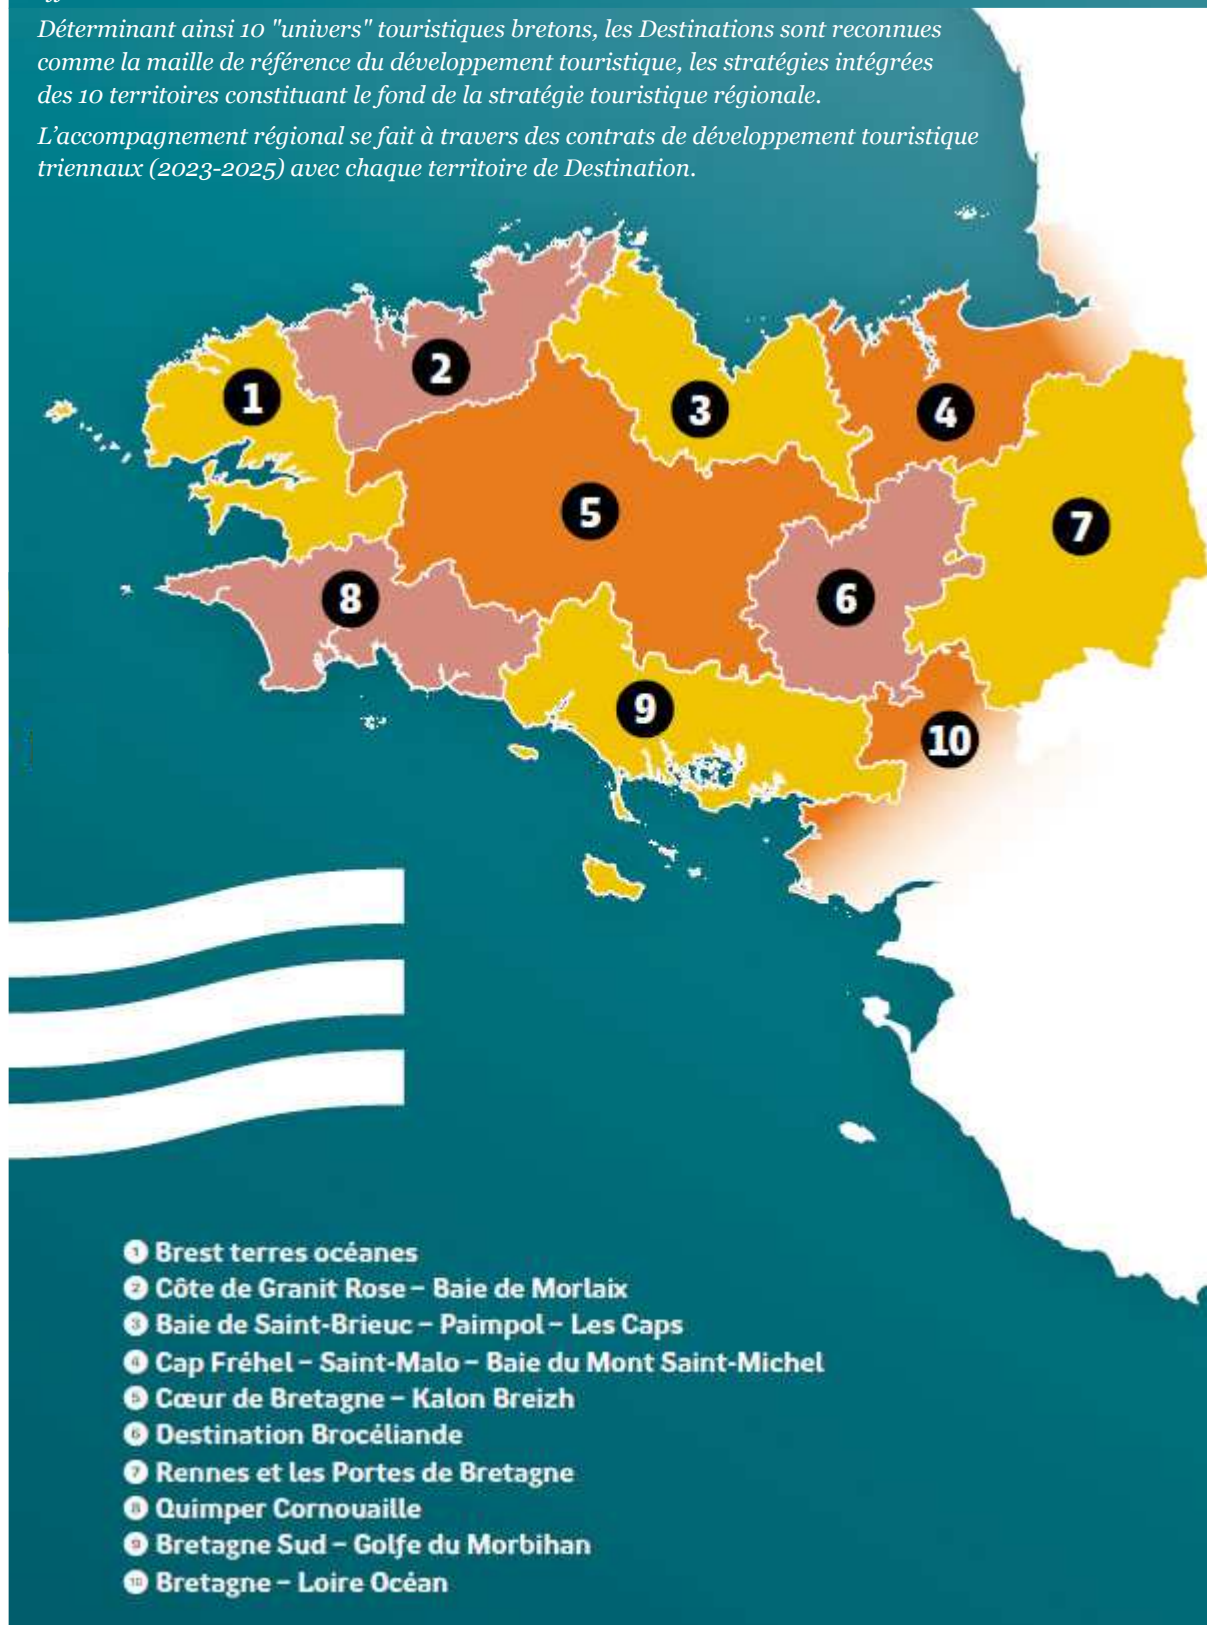 Déterminant ainsi 10 "univers" touristiques bretons, les Destinations sont reconnues
comme la maille de référence du développement touristique, les stratégies intégrées
des 10 territoires constituant le fond de la stratégie touristique régionale.
L'accompagnement régional se fait à travers des contrats de développement touristique
triennaux (2023-2025) avec chaque territoire de Destination.
1
2
3
4
5
6
7
8
9
10
1 Brest terres océanes
2 Côte de Granit Rose – Baie de Morlaix
3 Baie de Saint-Brieuc – Paimpol – Les Caps
4 Cap Fréhel – Saint-Malo – Baie du Mont Saint-Michel
5 Cœur de Bretagne – Kalon Breizh
6 Destination Brocéliande
7 Rennes et les Portes de Bretagne
8 Quimper Cornouaille
9 Bretagne Sud – Golfe du Morbihan
10 Bretagne – Loire Océan